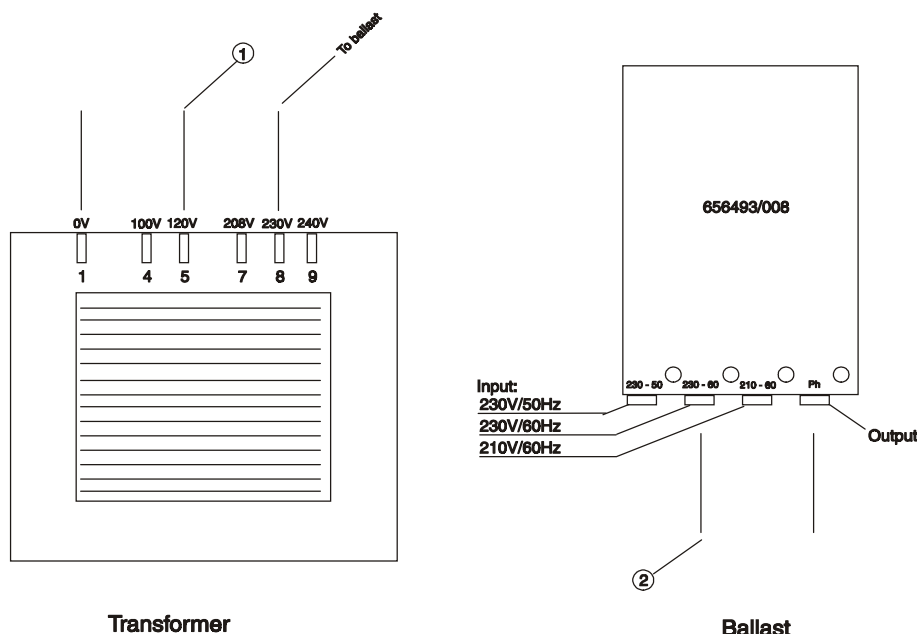 1
To ballast
0V 100V 120V 208V 230V 240V
1 4 5 7 8 9
Transformer
656493/008
230 - 50 230 - 60 210 - 60 Ph
Input:
230V/50Hz
230V/60Hz
210V/60Hz
Output
2
Ballast